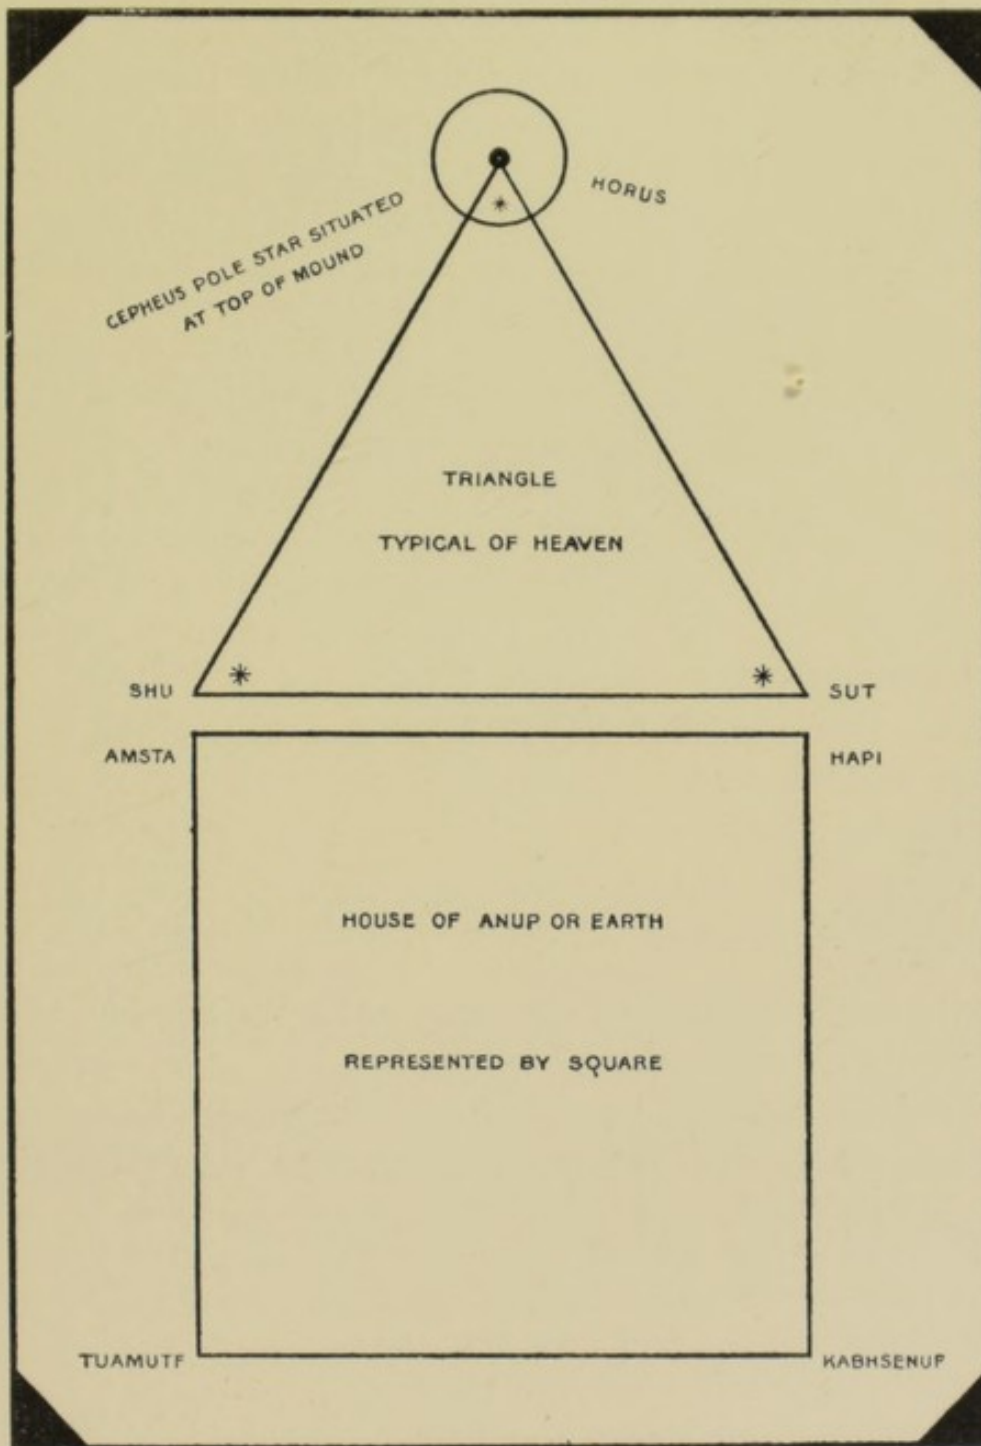 HORUS
CEPHEUS POLE STAR SITUATED
AT TOP OF MOUND
TRIANGLE
TYPICAL OF HEAVEN
SHU
SUT
AMSTA
HAPI
HOUSE OF ANUP OR EARTH
REPRESENTED BY SQUARE
TUAMUTF
KABHSENUF